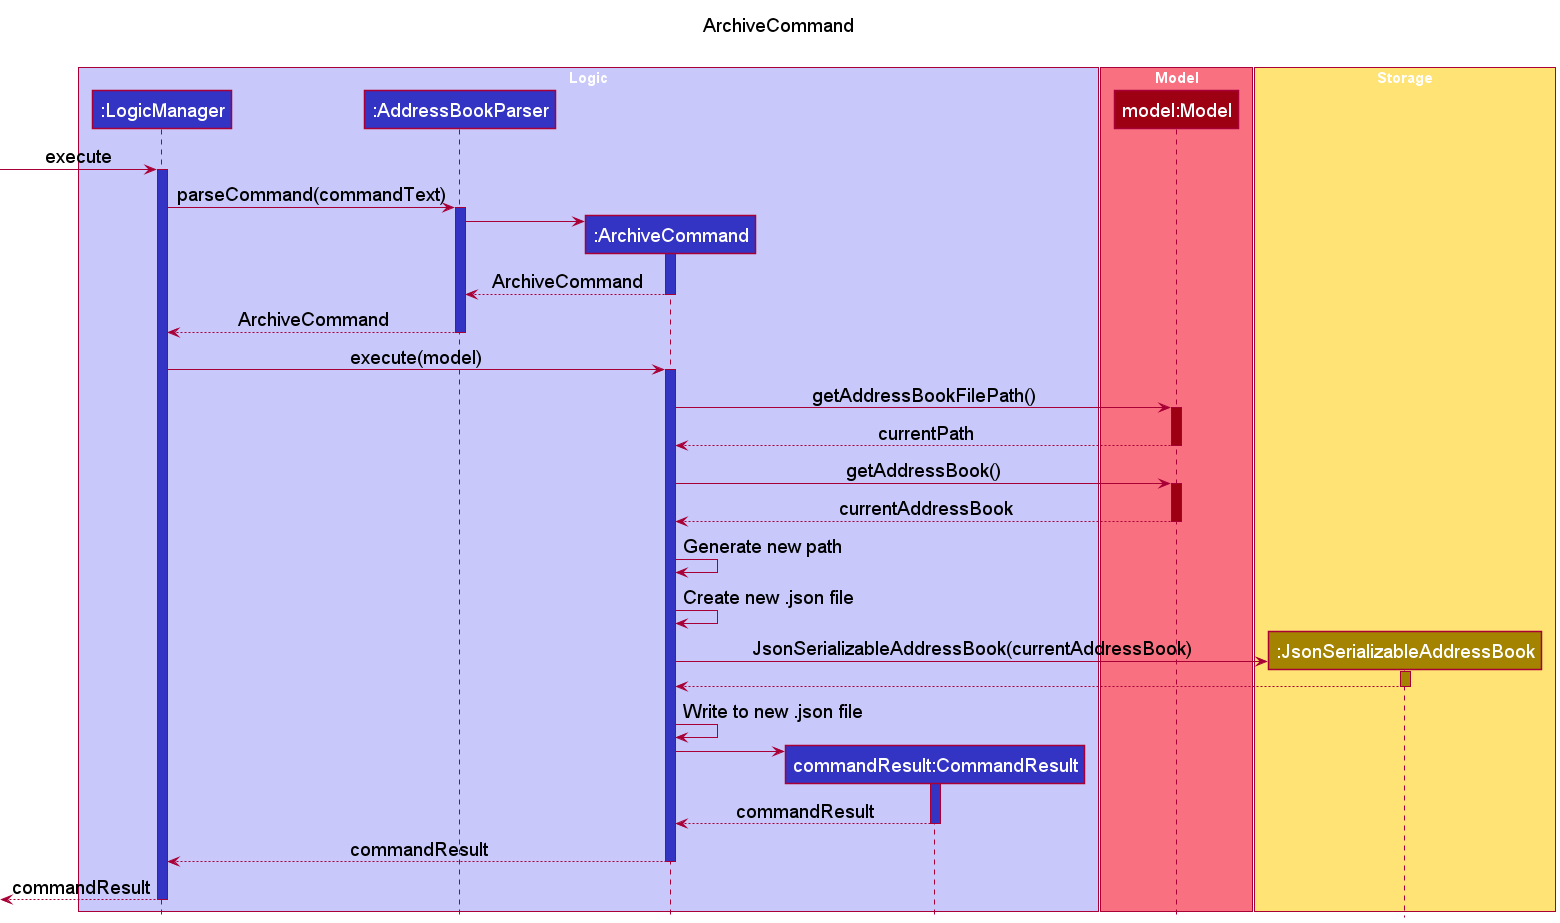 ArchiveCommand
Logic
Model
Storage
:LogicManager
:AddressBookParser
model:Model
execute
parseCommand(commandText)
:ArchiveCommand
ArchiveCommand
ArchiveCommand
execute(model)
getAddressBookFilePath()
currentPath
getAddressBook()
currentAddressBook
Generate new path
Create new .json file
JsonSerializableAddressBook(currentAddressBook)
:JsonSerializableAddressBook
Write to new .json file
commandResult:CommandResult
commandResult
commandResult
commandResult